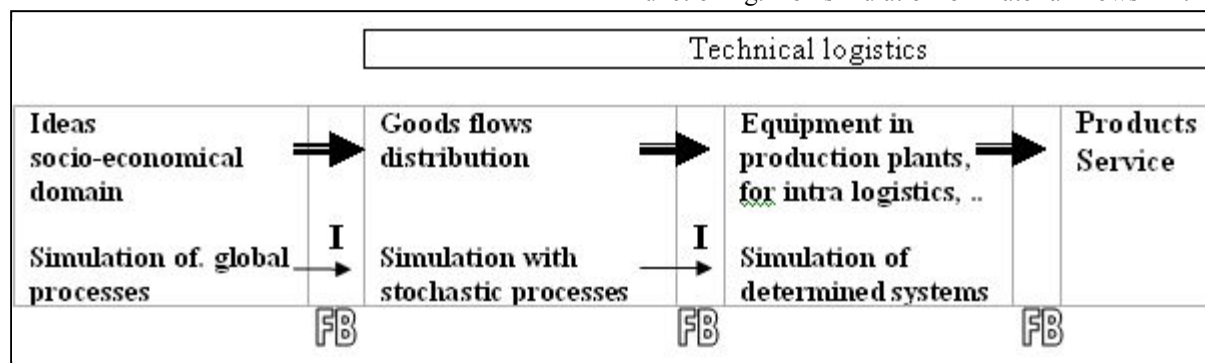 Technical logistics
Ideas
socio-economical
domain
Simulation of. global
processes
I
FB
Goods flows
distribution
Simulation with
stochastic processes
I
FB
Equipment in
production plants,
for intra logistics, ..
Simulation of
determined systems
FB
Products
Service